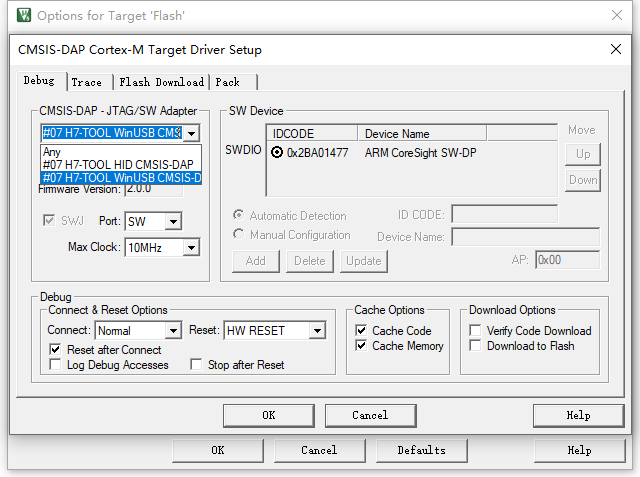 Options for Target 'Flash'
CMSIS-DAP Cortex-M Target Driver Setup
Debug Trace Flash Download Pack
CMSIS-DAP - JTAG/SW Adapter
#07 H7-TOOL WinUSB CMS
Any
#07 H7-TOOL HID CMSIS-DAP
#07 H7-TOOL WinUSB CMSIS-D
Firmware Version: 2.0.0
SWJ Port: SW
Max Clock: 10MHz
SW Device
IDCODE Device Name Move
SWDIO 0x2BA01477 ARM CoreSight SW-DP Up
Down
Automatic Detection ID CODE:
Manual Configuration Device Name:
Add Delete Update AP: 0x00
Debug
Connect & Reset Options
Connect: Normal Reset: HW RESET
Reset after Connect
Log Debug Accesses Stop after Reset
Cache Options
Cache Code
Cache Memory
Download Options
Verify Code Download
Download to Flash
OK Cancel Help
OK Cancel Defaults Help